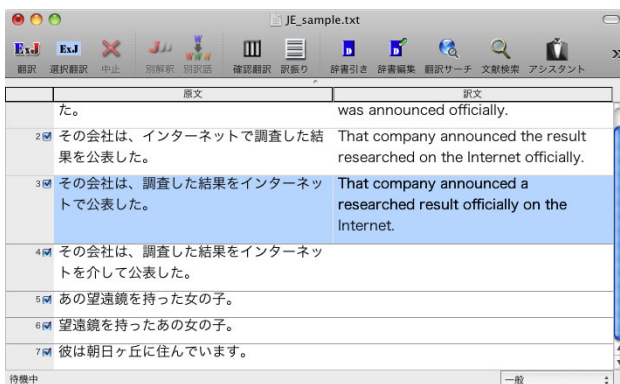 JE_sample.txt
ExJ ExJ
翻訳 選択翻訳 中止 別解釈 別訳語 確認翻訳 訳振り 辞書引き 辞書編集 翻訳サーチ 文献検索 アシスタント
原文 訳文
た。 was announced officially.
2 その会社は、インターネットで調査した結 That company announced the result
果を公表した。 researched on the Internet officially.
3 その会社は、調査した結果をインターネッ That company announced a
トで公表した。 researched result officially on the
Internet.
4 その会社は、調査した結果をインターネッ
トを介して公表した。
5 あの望遠鏡を持った女の子。
6 望遠鏡を持ったあの女の子。
7 彼は朝日ヶ丘に住んでいます。
待機中 一般